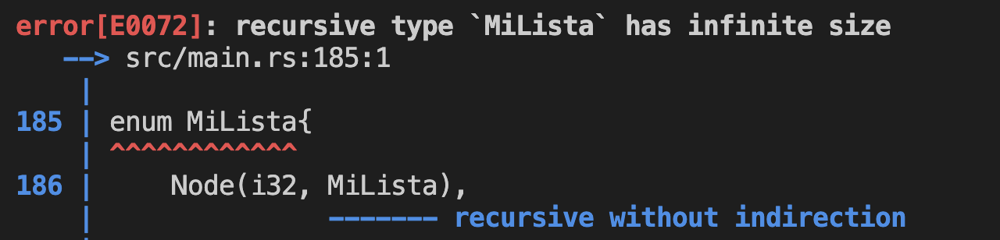 error[E0072]: recursive type `MiLista` has infinite size
--> src/main.rs:185:1
|
185 | enum MiLista{
| ^^^^^^^^^^^^
186 | Node(i32, MiLista),
| ------- recursive without indirection
|